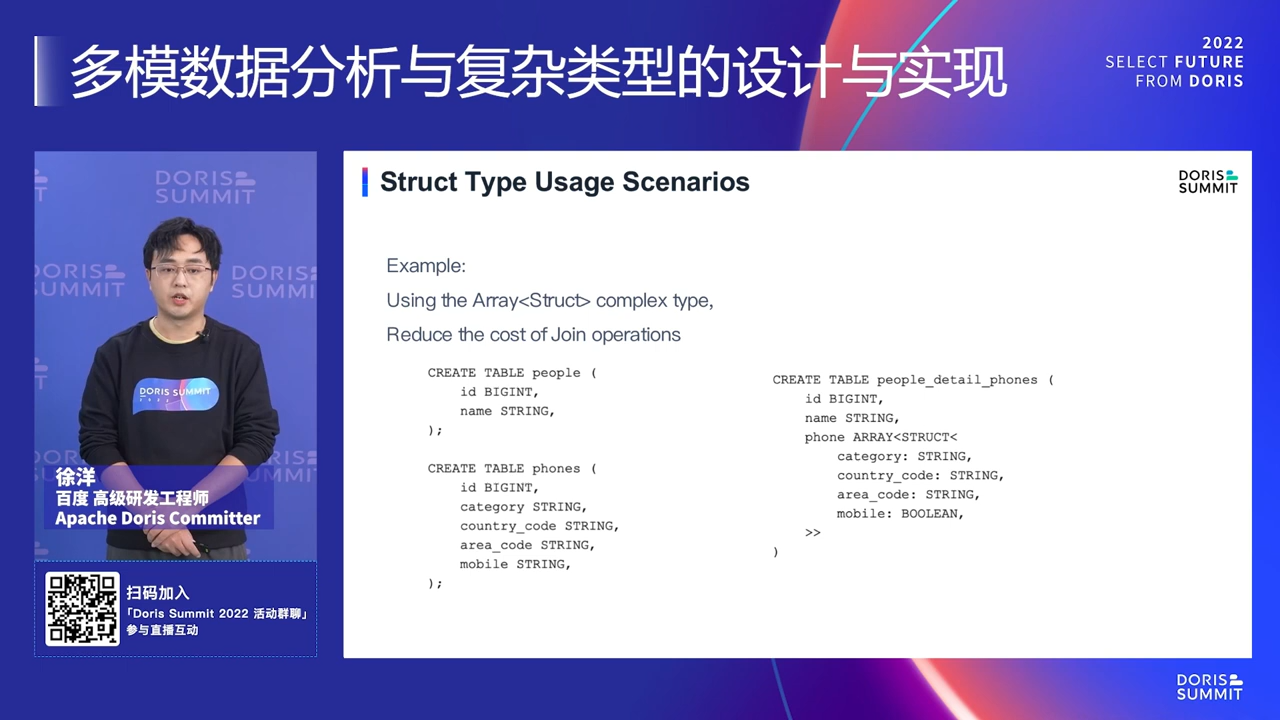 多模数据分析与复杂类型的设计与实现
2022
SELECT FUTURE
FROM DORIS
DORIS
SUMMIT
DORIS
SUMMIT
DORIS
SUMMIT
DORIS SUMMIT
2022
徐洋
百度 高级研发工程师
Apache Doris Committer
扫码加入
「Doris Summit 2022 活动群聊」
参与直播互动
Struct Type Usage Scenarios
DORIS
SUMMIT
Example:
Using the Array<Struct> complex type,
Reduce the cost of Join operations
CREATE TABLE people (
id BIGINT,
name STRING,
);
CREATE TABLE phones (
id BIGINT,
category STRING,
country_code STRING,
area_code STRING,
mobile STRING,
);
CREATE TABLE people_detail_phones (
id BIGINT,
name STRING,
phone ARRAY<STRUCT<
category: STRING,
country_code: STRING,
area_code: STRING,
mobile: BOOLEAN,
>>
)
DORIS
SUMMIT